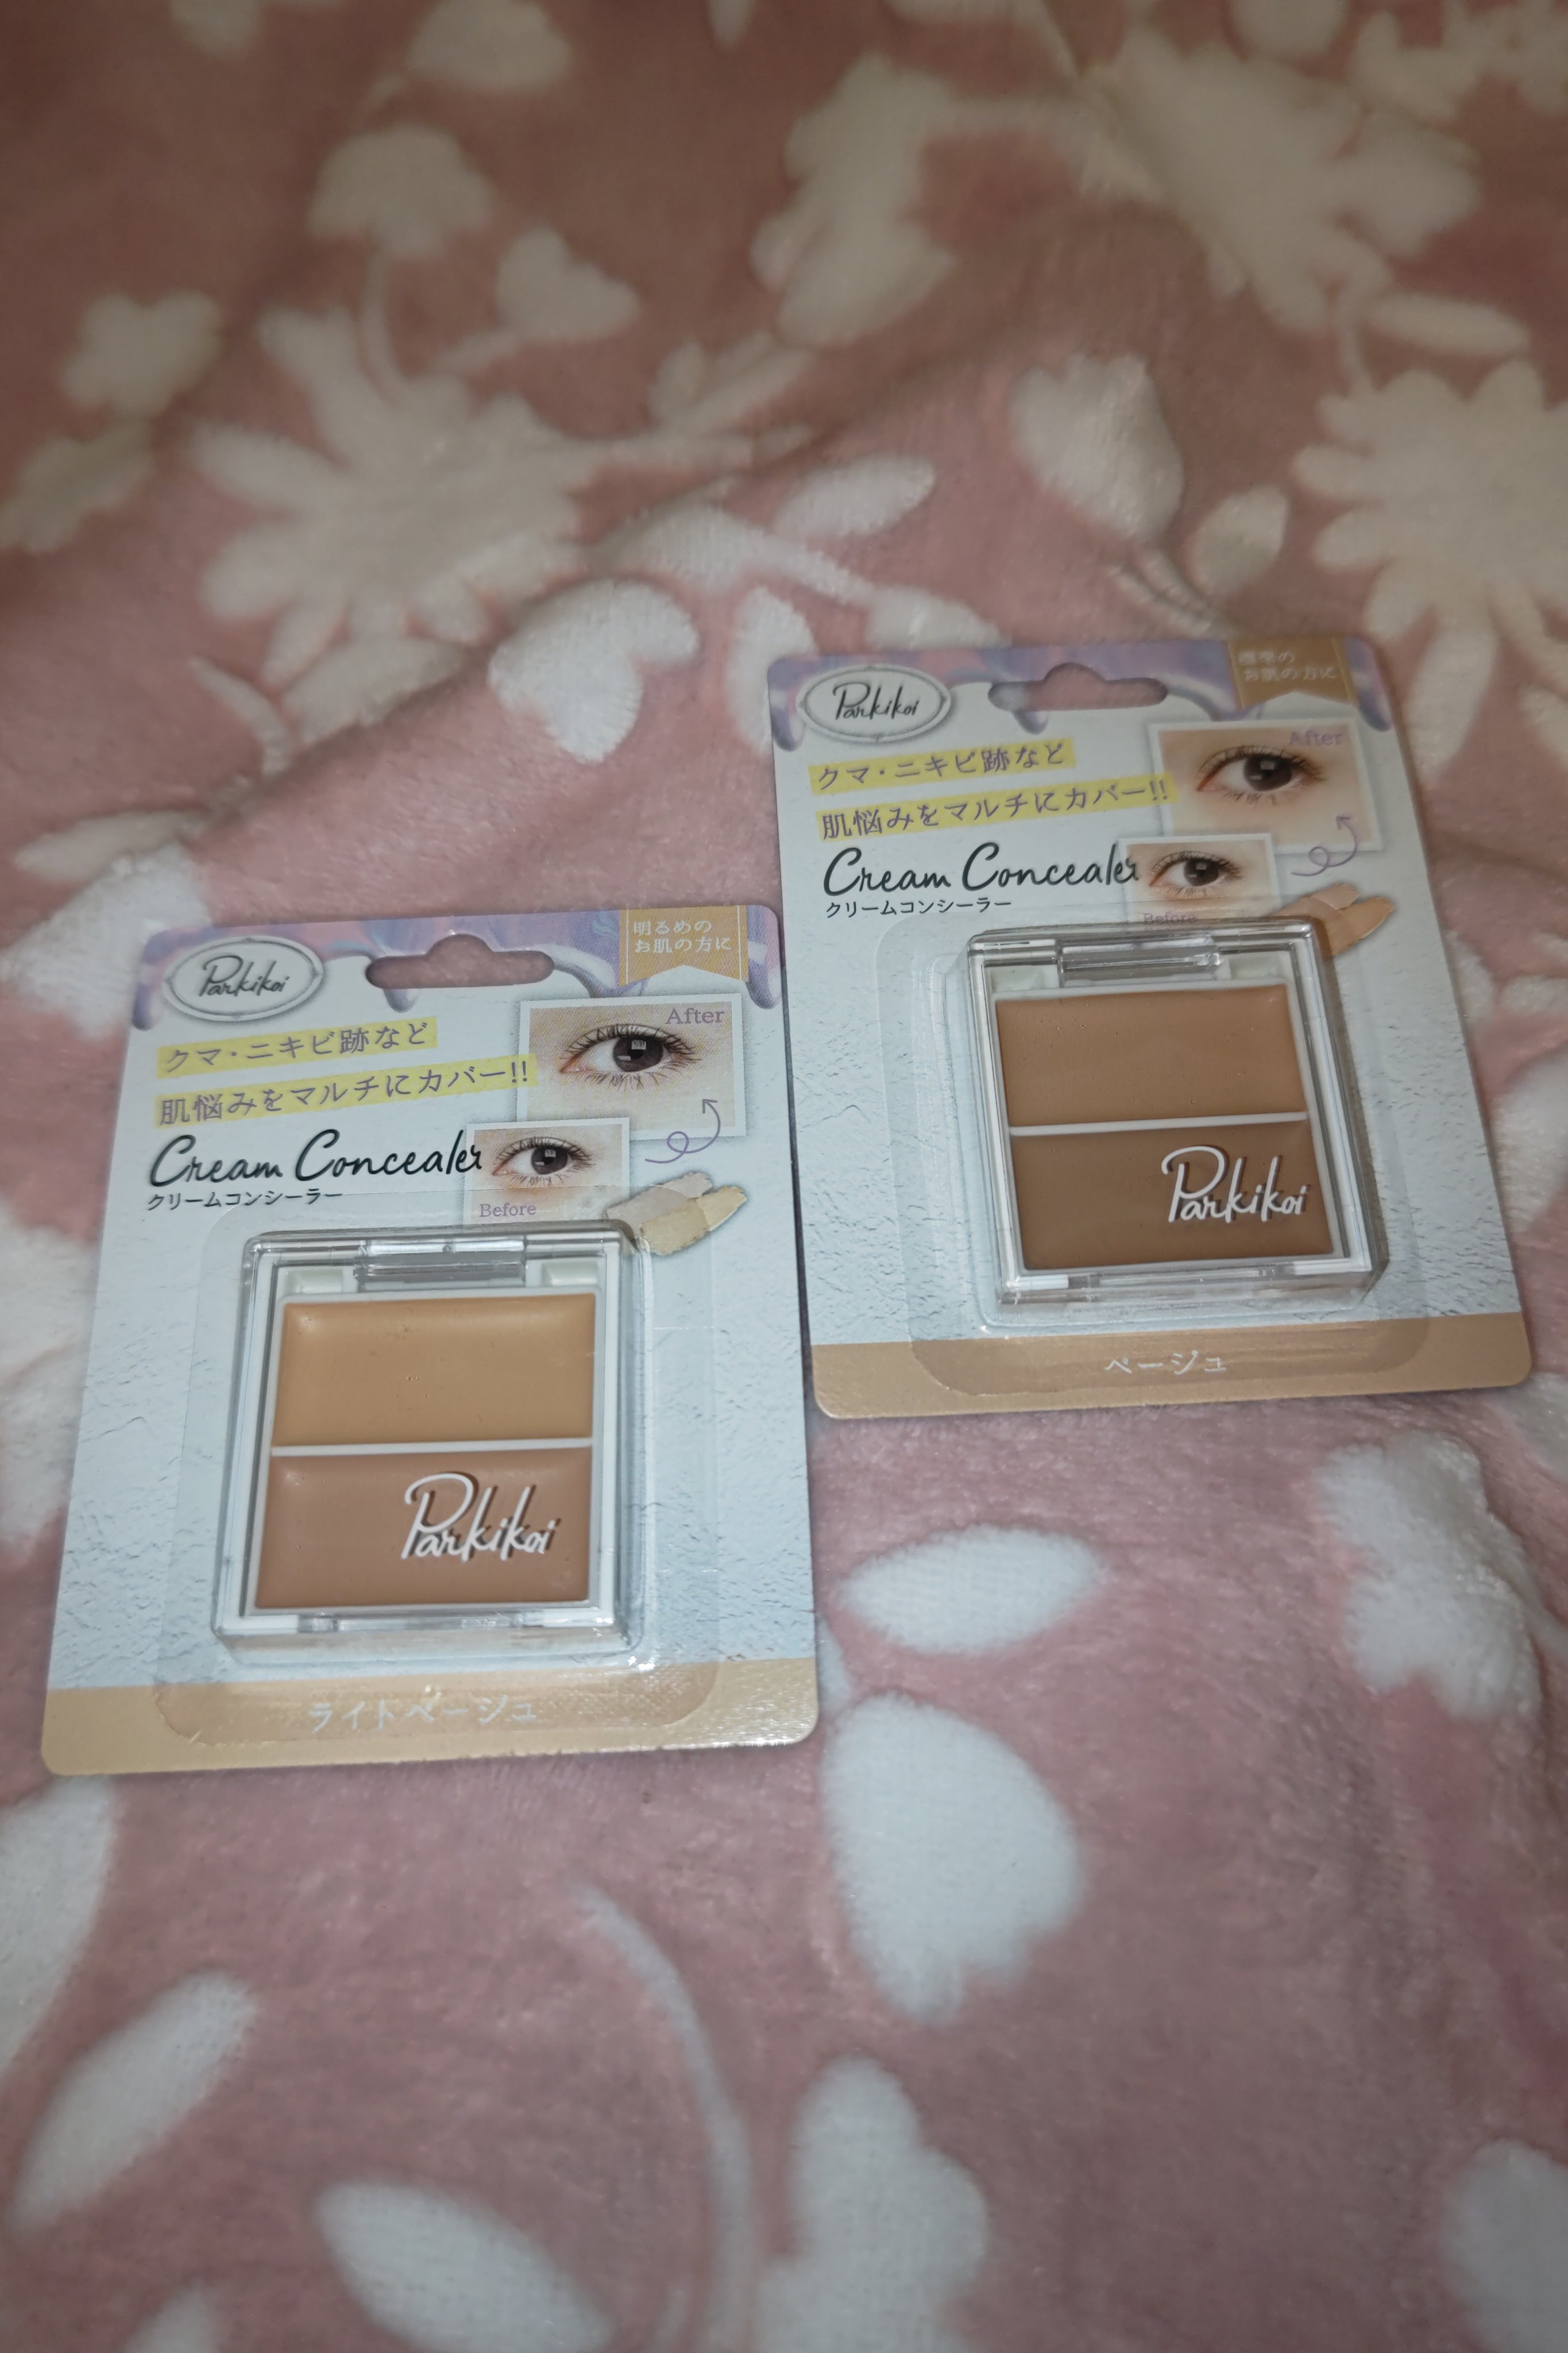 Parkikoi
明るめの
お肌の方に
クマ・ニキビ跡など
肌悩みをマルチにカバー!!
After
Cream Concealer
クリームコンシーラー
Before
Parkikoi
ライトベージュ
Parkikoi
標準の
お肌の方に
クマ・ニキビ跡など
肌悩みをマルチにカバー!!
After
Cream Concealer
クリームコンシーラー
Before
Parkikoi
ベージュ